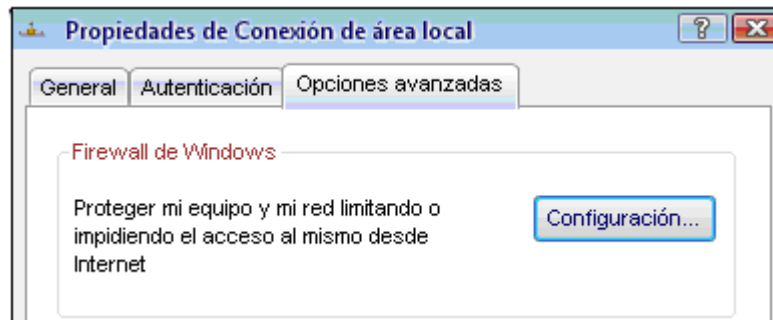 Propiedades de Conexión de área local
General
Autenticación
Opciones avanzadas
Firewall de Windows
Proteger mi equipo y mi red limitando o
impidiendo el acceso al mismo desde
Internet
Configuración...